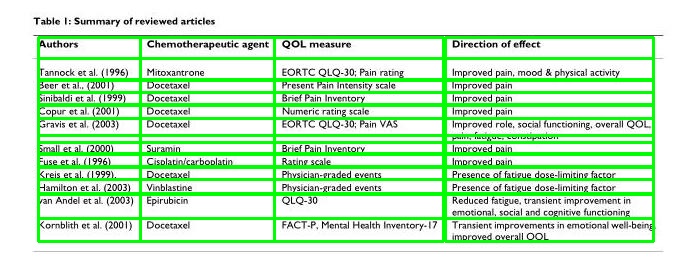 Table 1: Summary of reviewed articles
Authors Chemotherapeutic agent QOL measure Direction of effect
Tannock et al. (1996) Mitoxantrone EORTC QLQ-30; Pain rating Improved pain, mood & physical activity
Beer et al., (2001) Docetaxel Present Pain Intensity scale Improved pain
Sinibaldi et al. (1999) Docetaxel Brief Pain Inventory Improved pain
Copur et al. (2001) Docetaxel Numeric rating scale Improved pain
Gravis et al. (2003) Docetaxel EORTC QLQ-30; Pain VAS Improved role, social functioning, overall QOL,
pain, fatigue, constipation
Small et al. (2000) Suramin Brief Pain Inventory Improved pain
Fuse et al. (1996) Cisplatin/carboplatin Rating scale Improved pain
Kreis et al. (1999), Docetaxel Physician-graded events Presence of fatigue dose-limiting factor
Hamilton et al. (2003) Vinblastine Physician-graded events Presence of fatigue dose-limiting factor
van Andel et al. (2003) Epirubicin QLQ-30 Reduced fatigue, transient improvement in
emotional, social and cognitive functioning
Kornblith et al. (2001) Docetaxel FACT-P, Mental Health Inventory-17 Transient improvements in emotional well-being
improved overall QOL